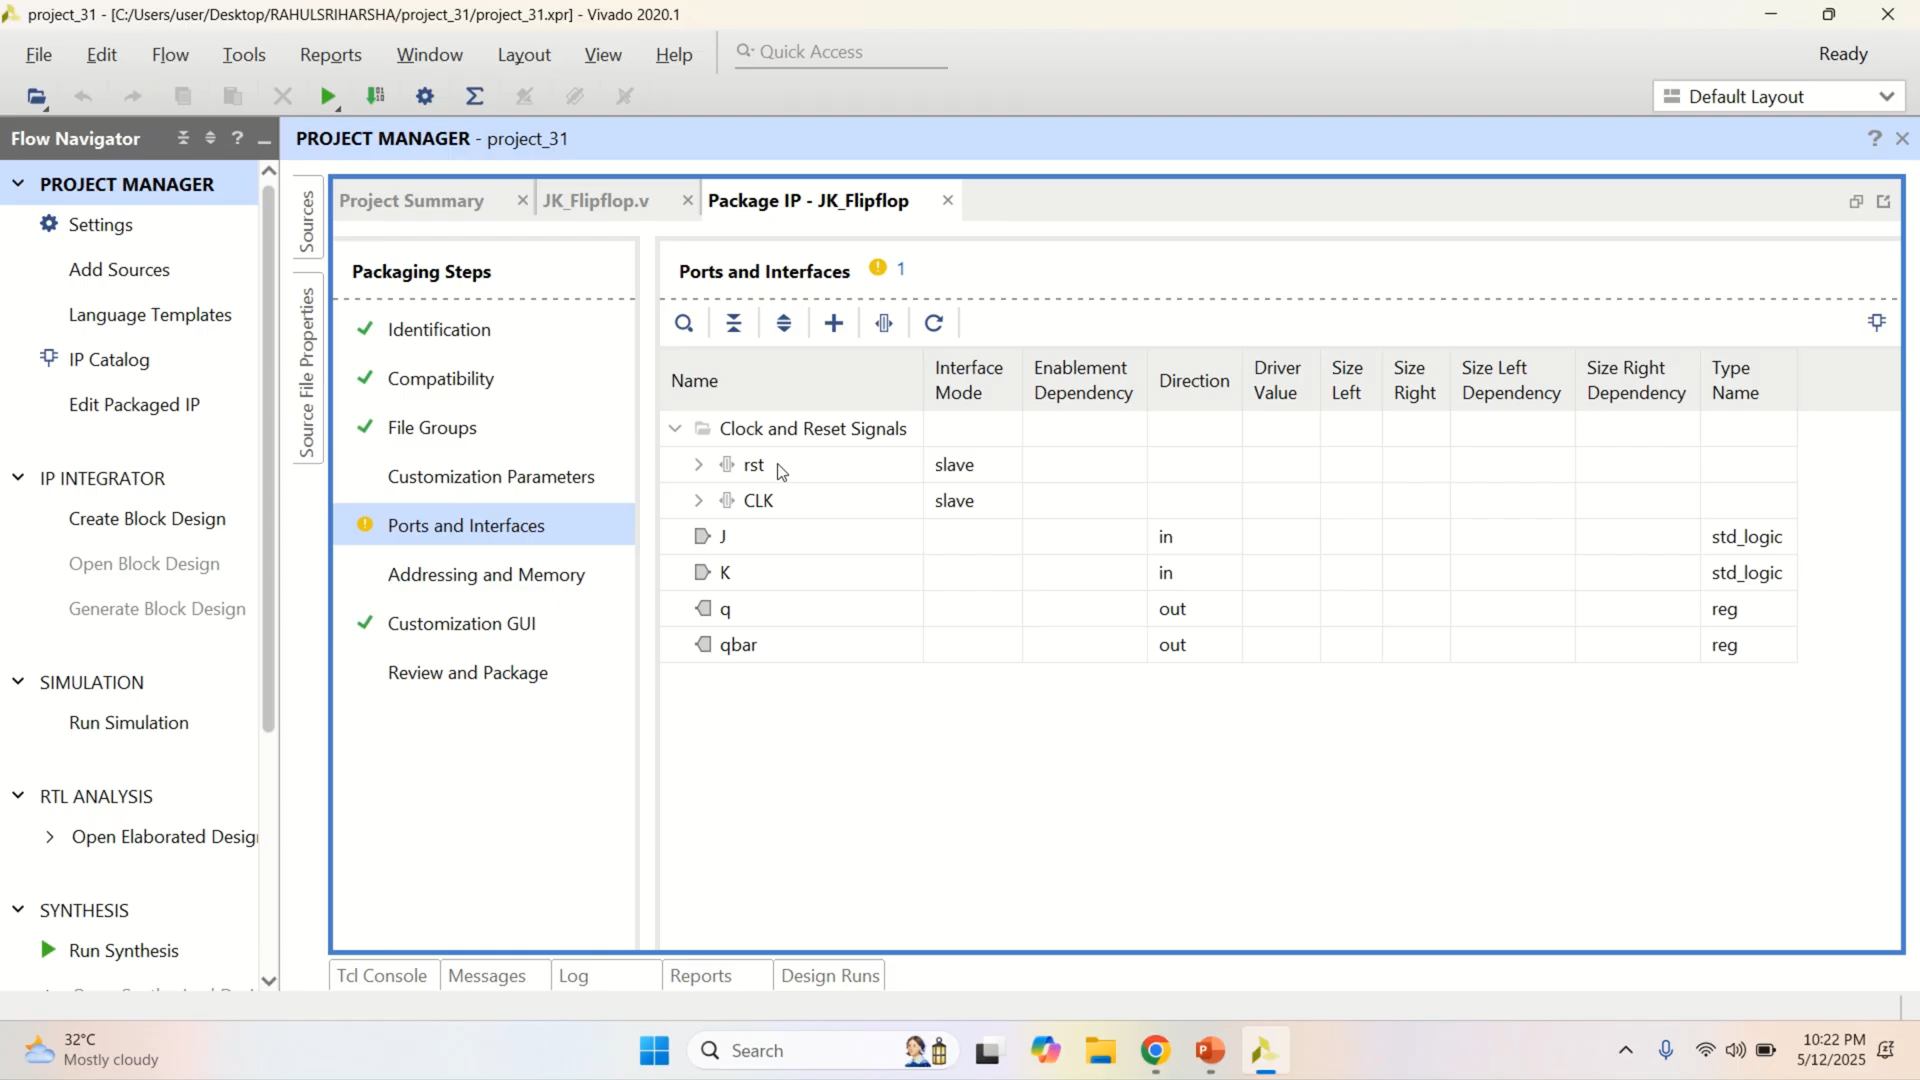 project_31 - [C:/Users/user/Desktop/RAHULSRIHARSHA/project_31/project_31.xpr] - Vivado 2020.1
File Edit Flow Tools Reports Window Layout View Help Quick Access Ready
Default Layout
Flow Navigator
PROJECT MANAGER - project_31
PROJECT MANAGER
Settings
Add Sources
Language Templates
IP Catalog
Edit Packaged IP
IP INTEGRATOR
Create Block Design
Open Block Design
Generate Block Design
SIMULATION
Run Simulation
RTL ANALYSIS
Open Elaborated Desig
SYNTHESIS
Run Synthesis
Sources
Source File Properties
Project Summary JK_Flipflop.v Package IP - JK_Flipflop
Packaging Steps
Identification
Compatibility
File Groups
Customization Parameters
Ports and Interfaces
Addressing and Memory
Customization GUI
Review and Package
Ports and Interfaces 1
Name Interface Mode Enablement Dependency Direction Driver Value Size Left Size Right Size Left Dependency Size Right Dependency Type Name
Clock and Reset Signals
rst slave
CLK slave
J in std_logic
K in std_logic
q out reg
qbar out reg
Tcl Console Messages Log Reports Design Runs
32°C
Mostly cloudy
Search
10:22 PM
5/12/2025